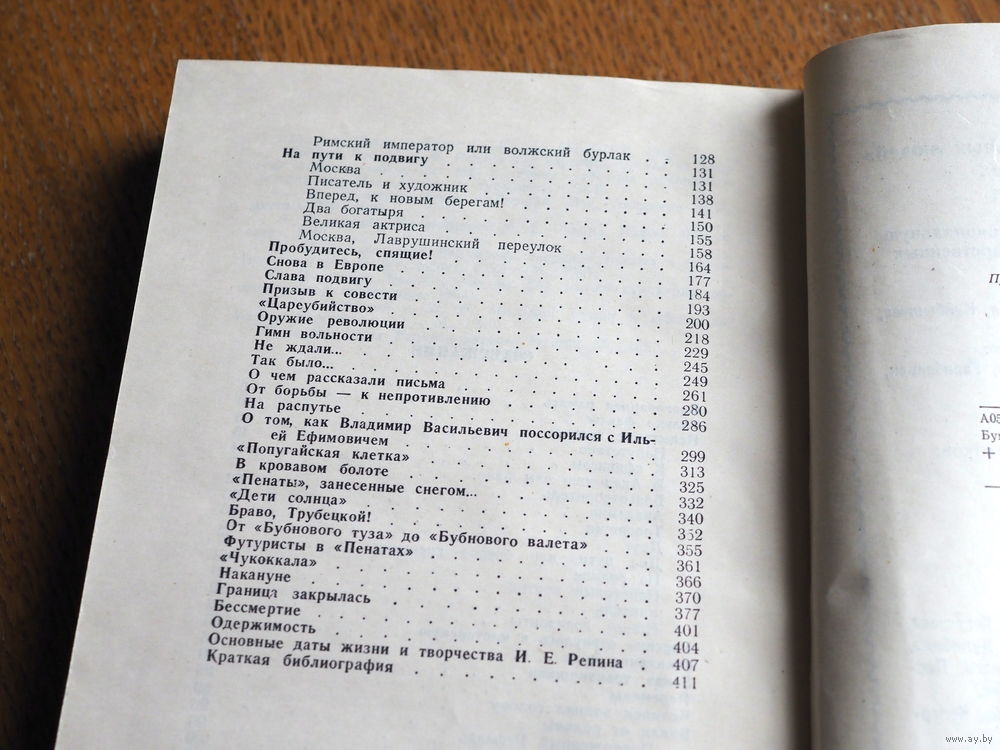 Римский император или волжский бурлак . . 128
На пути к подвигу . . . . . . . . 131
Москва . . . . . . . . . . 131
Писатель и художник . . . . . . . 138
Вперед, к новым берегам! . . . . . . 141
Два богатыря . . . . . . . . . 150
Великая актриса . . . . . . . . 155
Москва, Лаврушинский переулок . . . . 158
Пробудитесь, спящие! . . . . . . . . 164
Снова в Европе . . . . . . . . . 177
Слава подвигу . . . . . . . . . . 184
Призыв к совести . . . . . . . . . 193
«Цареубийство» . . . . . . . . . . 200
Оружие революции . . . . . . . . . 218
Гимн вольности . . . . . . . . . . 229
Не ждали... . . . . . . . . . . . 245
Так было... . . . . . . . . . . . 249
О чем рассказали письма . . . . . . . 261
От борьбы — к непротивлению . . . . . . 280
На распутье . . . . . . . . . . . 286
О том, как Владимир Васильевич поссорился с Иль-
ей Ефимовичем . . . . . . . . . 299
«Попугайская клетка» . . . . . . . . 313
В кровавом болоте . . . . . . . . . 325
«Пенаты», занесенные снегом... . . . . . . 332
«Дети солнца» . . . . . . . . . . 340
Браво, Трубецкой! . . . . . . . . . 352
От «Бубнового туза» до «Бубнового валета» . . . 355
Футуристы в «Пенатах» . . . . . . . . 361
«Чукоккала» . . . . . . . . . . . 366
Накануне . . . . . . . . . . . . 370
Граница закрылась . . . . . . . . . 377
Бессмертие . . . . . . . . . . . 401
Одержимость . . . . . . . . . . . 404
Основные даты жизни и творчества И. Е. Репина . 407
Краткая библиография . . . . . . . . 411
А05
+
www.ay.by